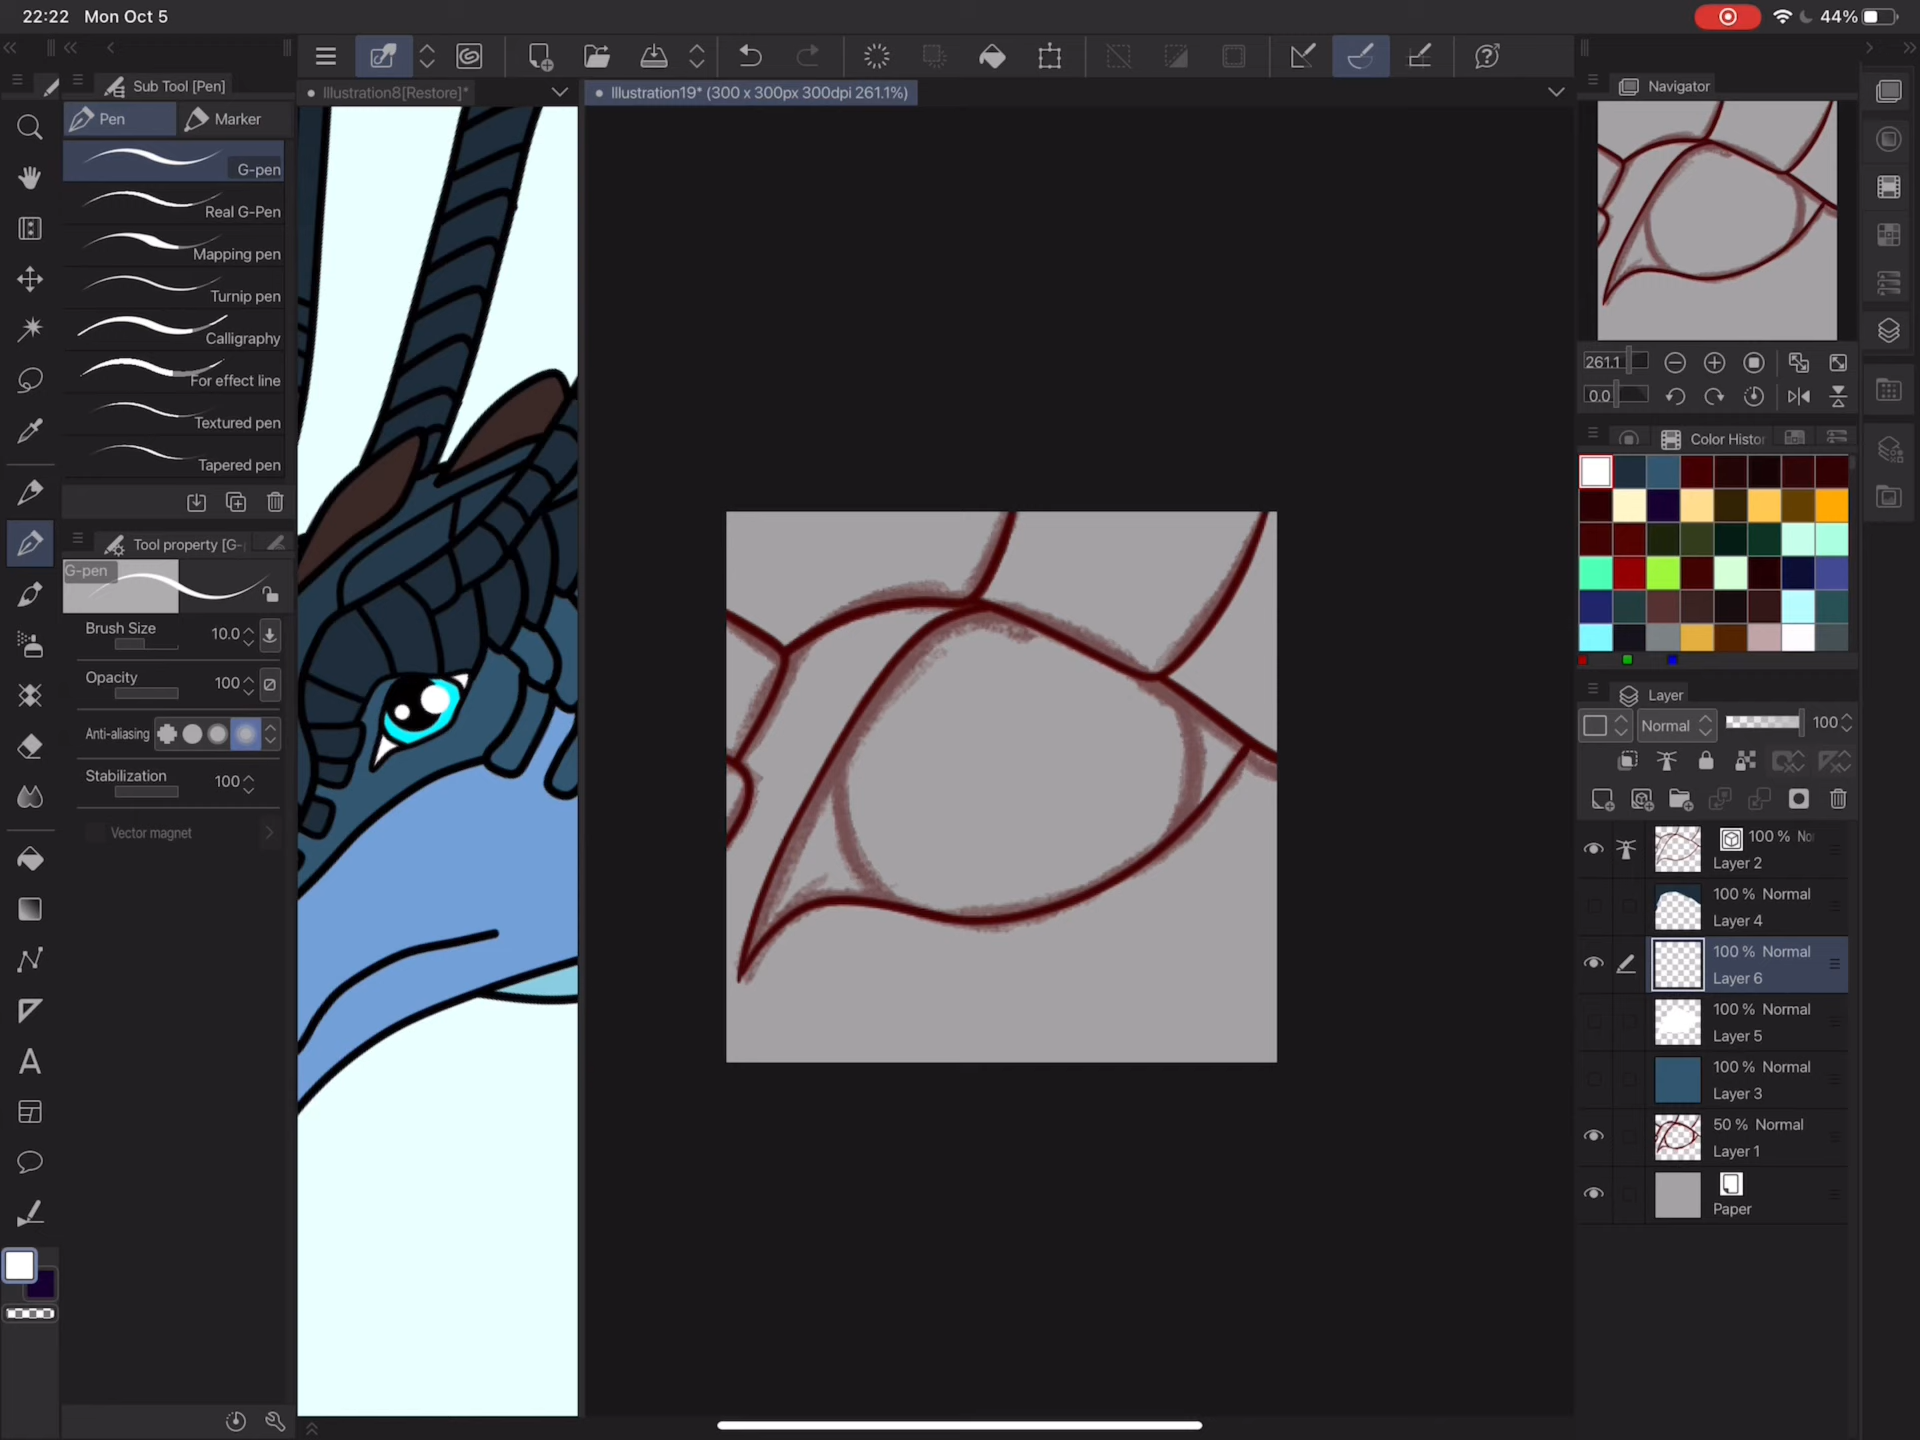 22:22 Mon Oct 5
44%
Sub Tool [Pen]
Pen
Marker
G-pen
Real G-Pen
Mapping pen
Turnip pen
Calligraphy
For effect line
Textured pen
Tapered pen
Tool property [G-
G-pen
Brush Size 10.0
Opacity 100
Anti-aliasing
Stabilization 100
Vector magnet
Illustration8[Restore]*
Illustration19* (300 x 300px 300dpi 261.1%)
Navigator
261.1
0.0
Color Histo
Layer
Normal 100
100 % No
Layer 2
100 % Normal
Layer 4
100 % Normal
Layer 6
100 % Normal
Layer 5
100 % Normal
Layer 3
50 % Normal
Layer 1
Paper